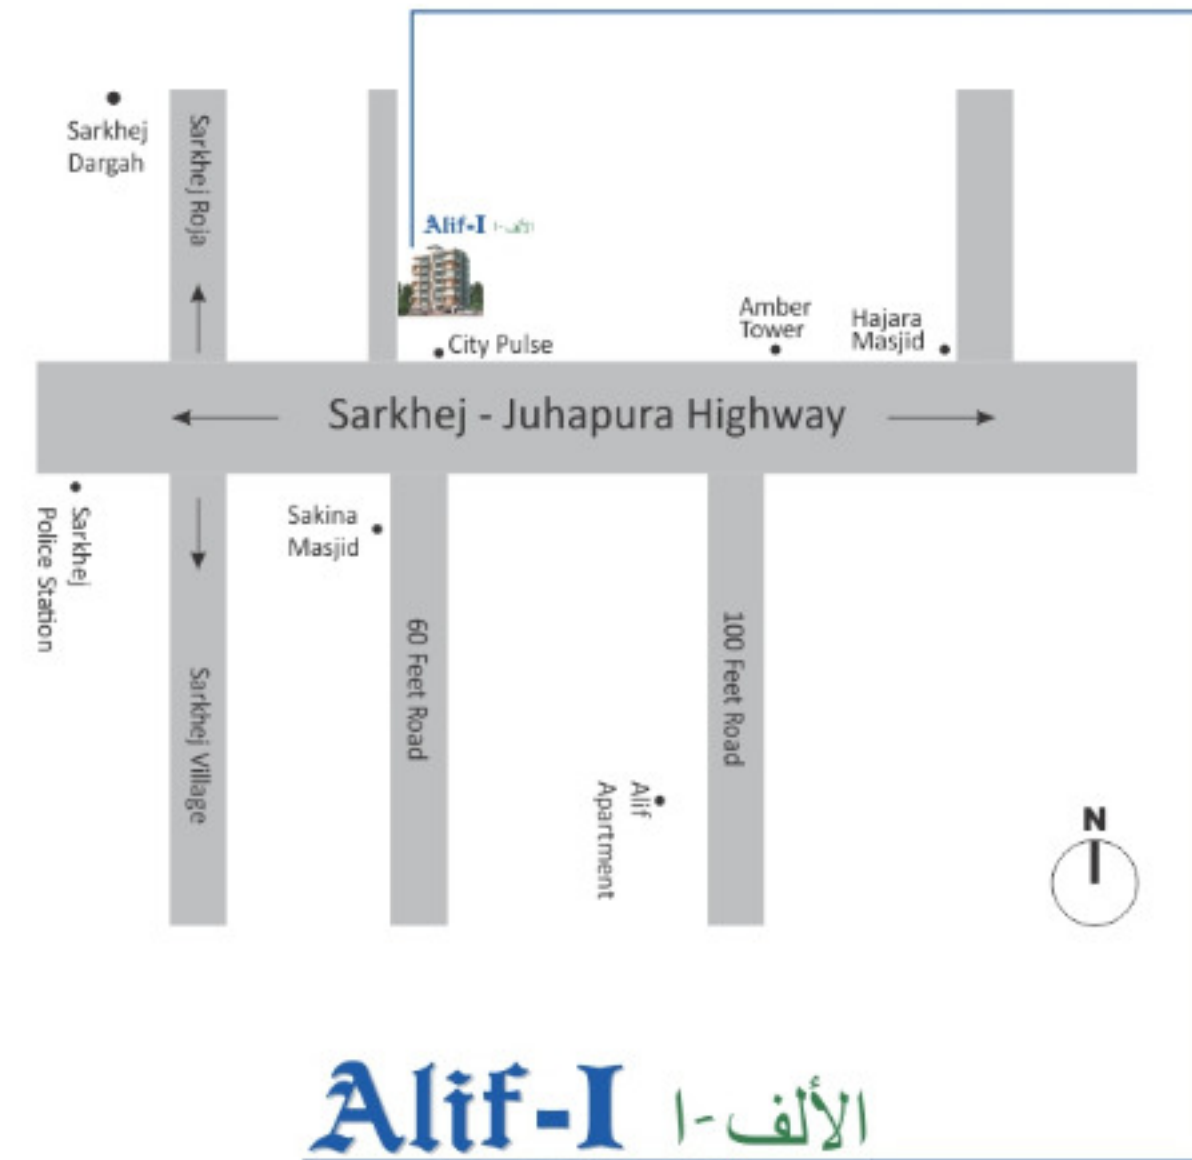 Sarkhej
Dargah
Sarkhej Roja
Alif-I الألف-ا
City Pulse
Amber
Tower
Hajara
Masjid
Sarkhej - Juhapura Highway
Sarkhej
Police Station
Sakina
Masjid
60 Feet Road
100 Feet Road
Sarkhej Village
Alif
Apartment
N
Alif-I الألف-ا